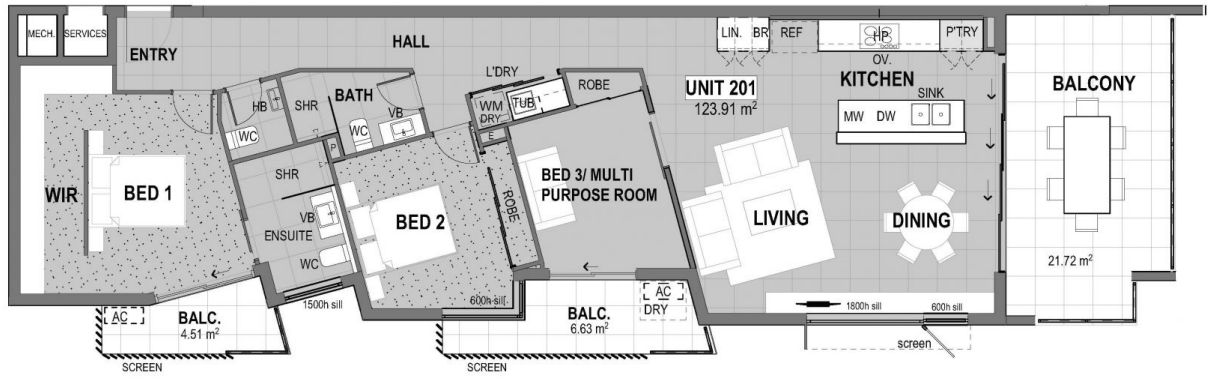 MECH.
SERVICES
ENTRY
HALL
LIN.
BR
REF
HP
OV.
P'TRY
KITCHEN
SINK
MW DW
UNIT 201
123.91 m²
BALCONY
21.72 m²
L'DRY
WM
DRY
TUB
ROBE
BATH
SHR
VB
WC
HB
WC
WIR
BED 1
SHR
P
VB
ENSUITE
WC
BED 2
E
ROBE
BED 3/ MULTI
PURPOSE ROOM
LIVING
DINING
1500h sill
600h sill
1800h sill
600h sill
AC
BALC.
4.51 m²
SCREEN
BALC.
6.63 m²
AC
DRY
SCREEN
screen